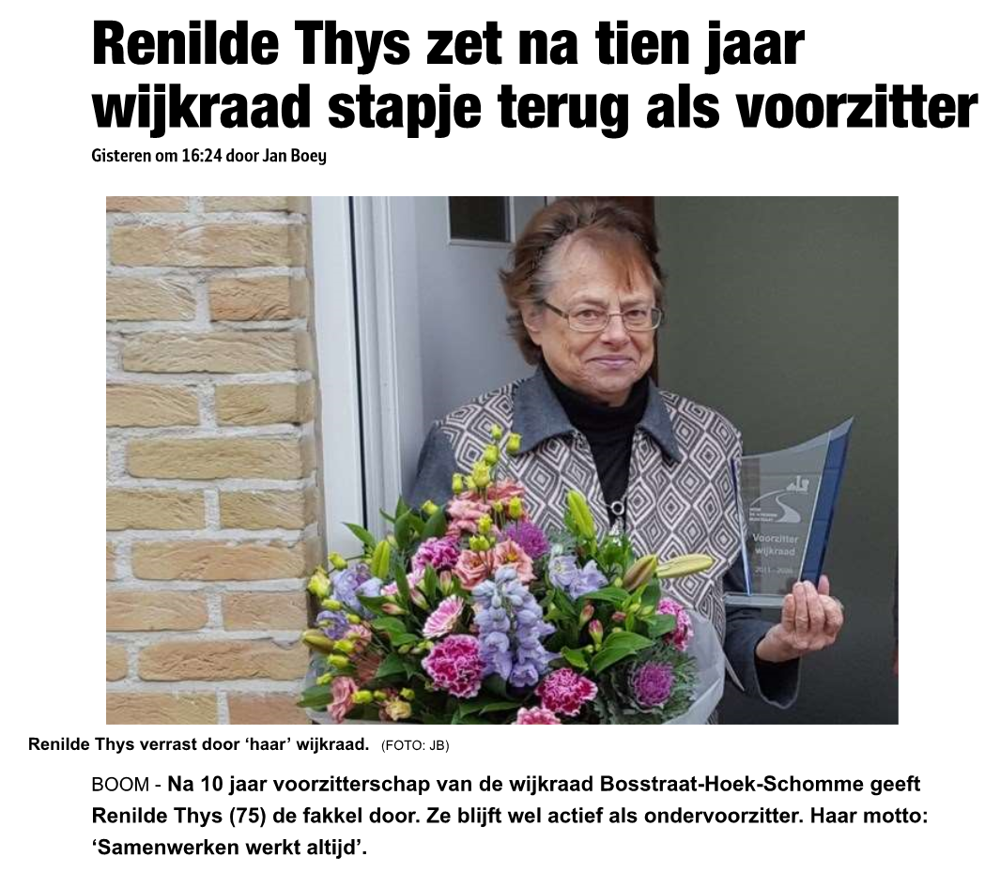 Renilde Thys zet na tien jaar
wijkraad stapje terug als voorzitter
Gisteren om 16:24 door Jan Boey
Voorzitter
wijkraad
Renilde Thys verrast door ‘haar’ wijkraad. (FOTO: JB)
BOOM - Na 10 jaar voorzitterschap van de wijkraad Bosstraat-Hoek-Schomme geeft
Renilde Thys (75) de fakkel door. Ze blijft wel actief als ondervoorzitter. Haar motto:
‘Samenwerken werkt altijd’.